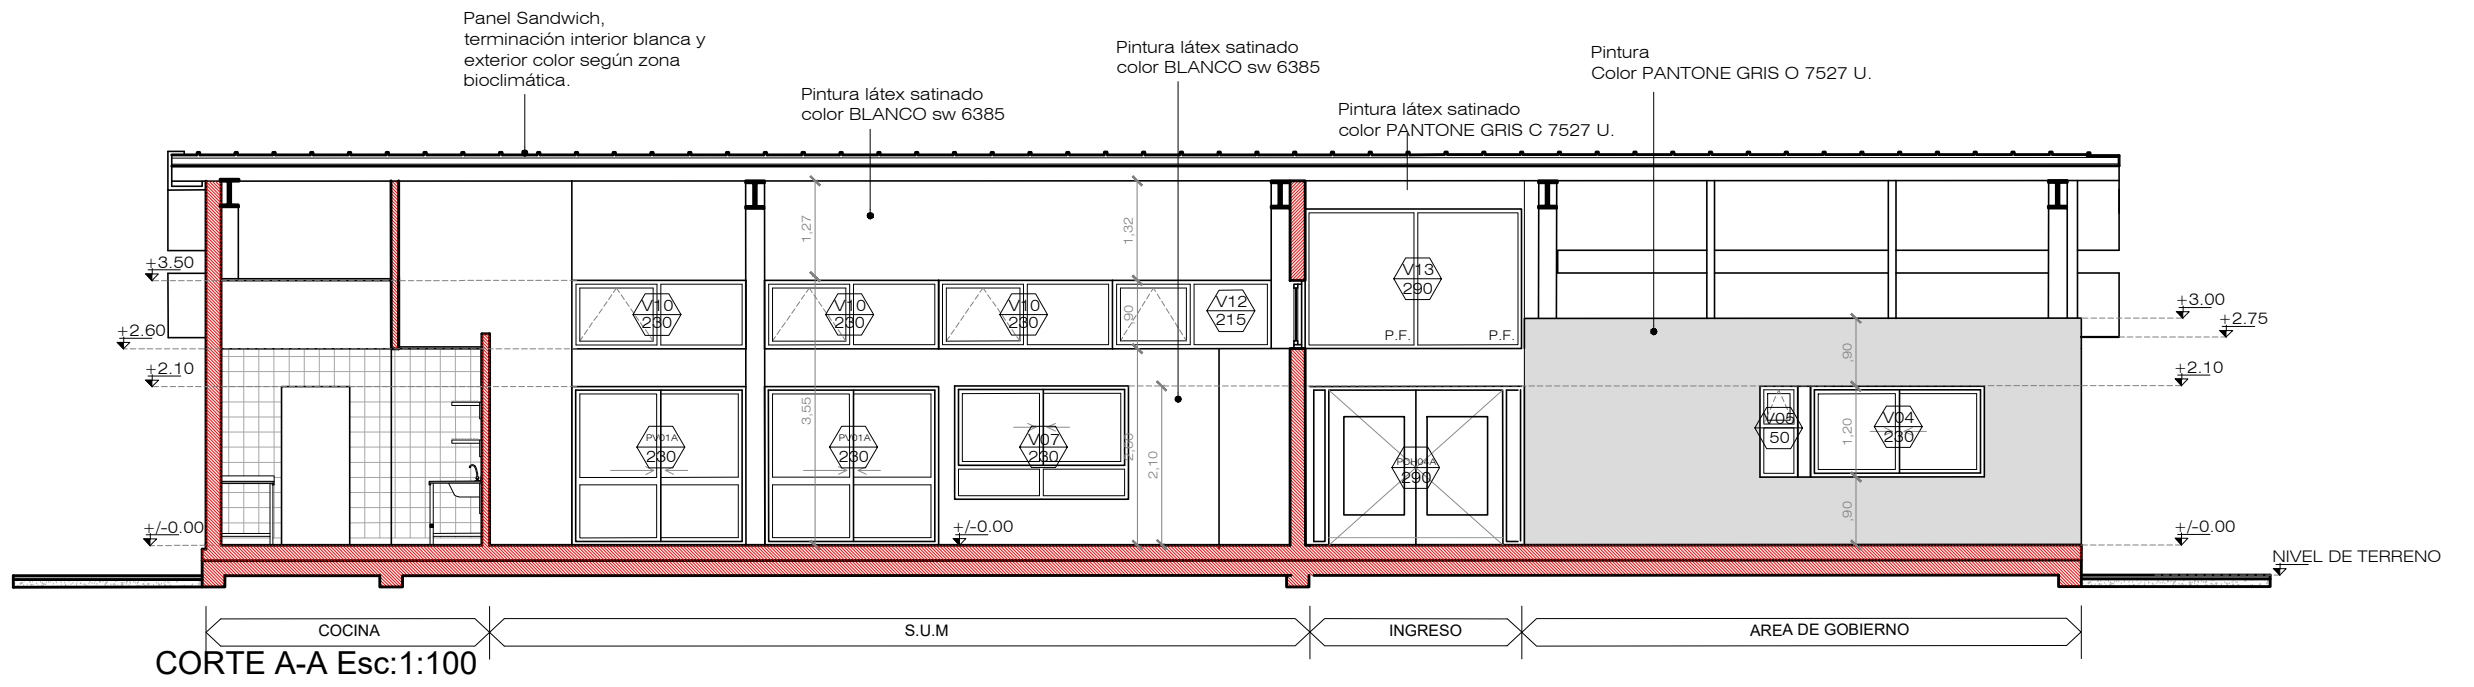 Panel Sandwich,
terminación interior blanca y
exterior color según zona
bioclimática.
Pintura látex satinado
color BLANCO sw 6385
Pintura látex satinado
color BLANCO sw 6385
Pintura látex satinado
color PANTONE GRIS C 7527 U.
Pintura
Color PANTONE GRIS O 7527 U.
1,27
1,32
+3.50
+2.60
+2.10
+/-0.00
V10
230
V10
230
V10
230
,90
V12
215
V13
290
P.F.
P.F.
+3.00
+2.75
+2.10
+/-0.00
3,55
PV01A
230
PV01A
230
V07
230
2,10
290
V05
50
V04
230
,90
1,20
,90
+/-0.00
NIVEL DE TERRENO
COCINA
S.U.M
INGRESO
AREA DE GOBIERNO
CORTE A-A Esc:1:100